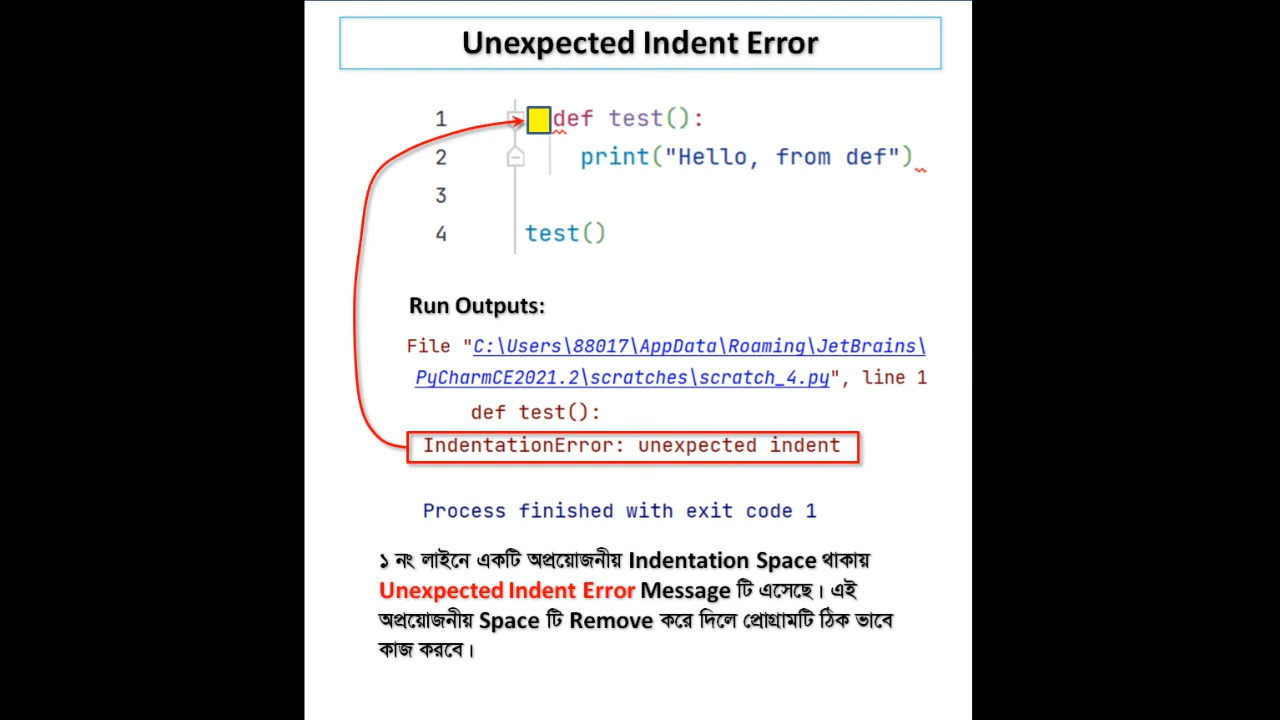 Unexpected Indent Error
1 def test():
2 print("Hello, from def")
3
4 test()
Run Outputs:
File "C:\Users\88017\AppData\Roaming\JetBrains\
PyCharmCE2021.2\scratches\scratch_4.py", line 1
def test():
IndentationError: unexpected indent
Process finished with exit code 1
১ নং লাইনে একটি অপ্রয়োজনীয় Indentation Space থাকায়
Unexpected Indent Error Message টি এসেছে। এই
অপ্রয়োজনীয় Space টি Remove করে দিলে প্রোগ্রামটি ঠিক ভাবে
কাজ করবে।